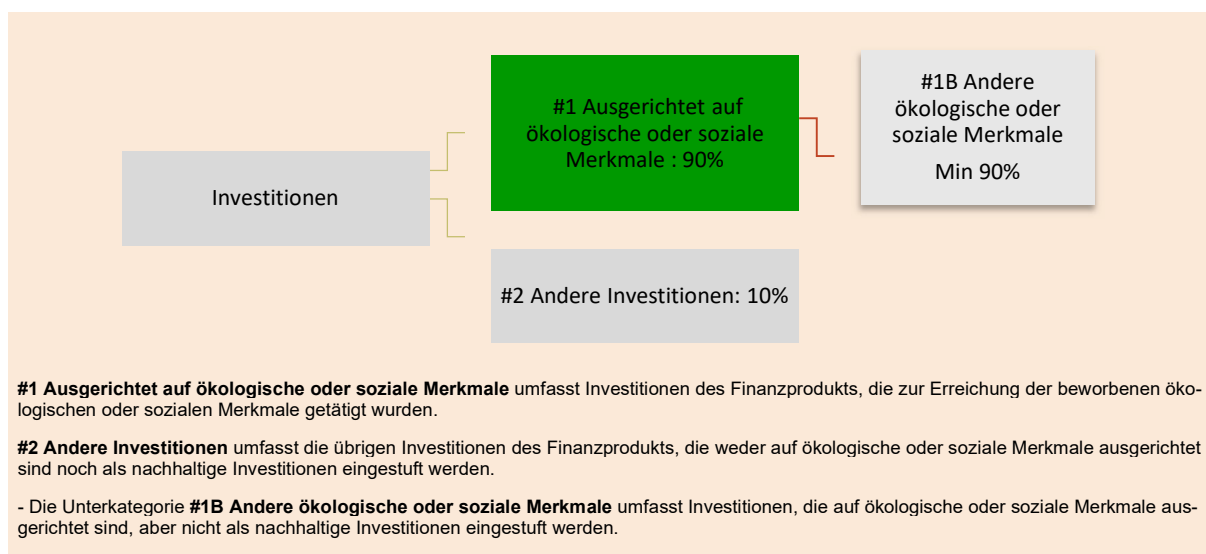 #1 Ausgerichtet auf
ökologische oder soziale
Merkmale : 90%
#1B Andere
ökologische oder
soziale Merkmale
Min 90%
Investitionen
#2 Andere Investitionen: 10%
#1 Ausgerichtet auf ökologische oder soziale Merkmale umfasst Investitionen des Finanzprodukts, die zur Erreichung der beworbenen öko-
logischen oder sozialen Merkmale getätigt wurden.
#2 Andere Investitionen umfasst die übrigen Investitionen des Finanzprodukts, die weder auf ökologische oder soziale Merkmale ausgerichtet
sind noch als nachhaltige Investitionen eingestuft werden.
- Die Unterkategorie #1B Andere ökologische oder soziale Merkmale umfasst Investitionen, die auf ökologische oder soziale Merkmale aus-
gerichtet sind, aber nicht als nachhaltige Investitionen eingestuft werden.